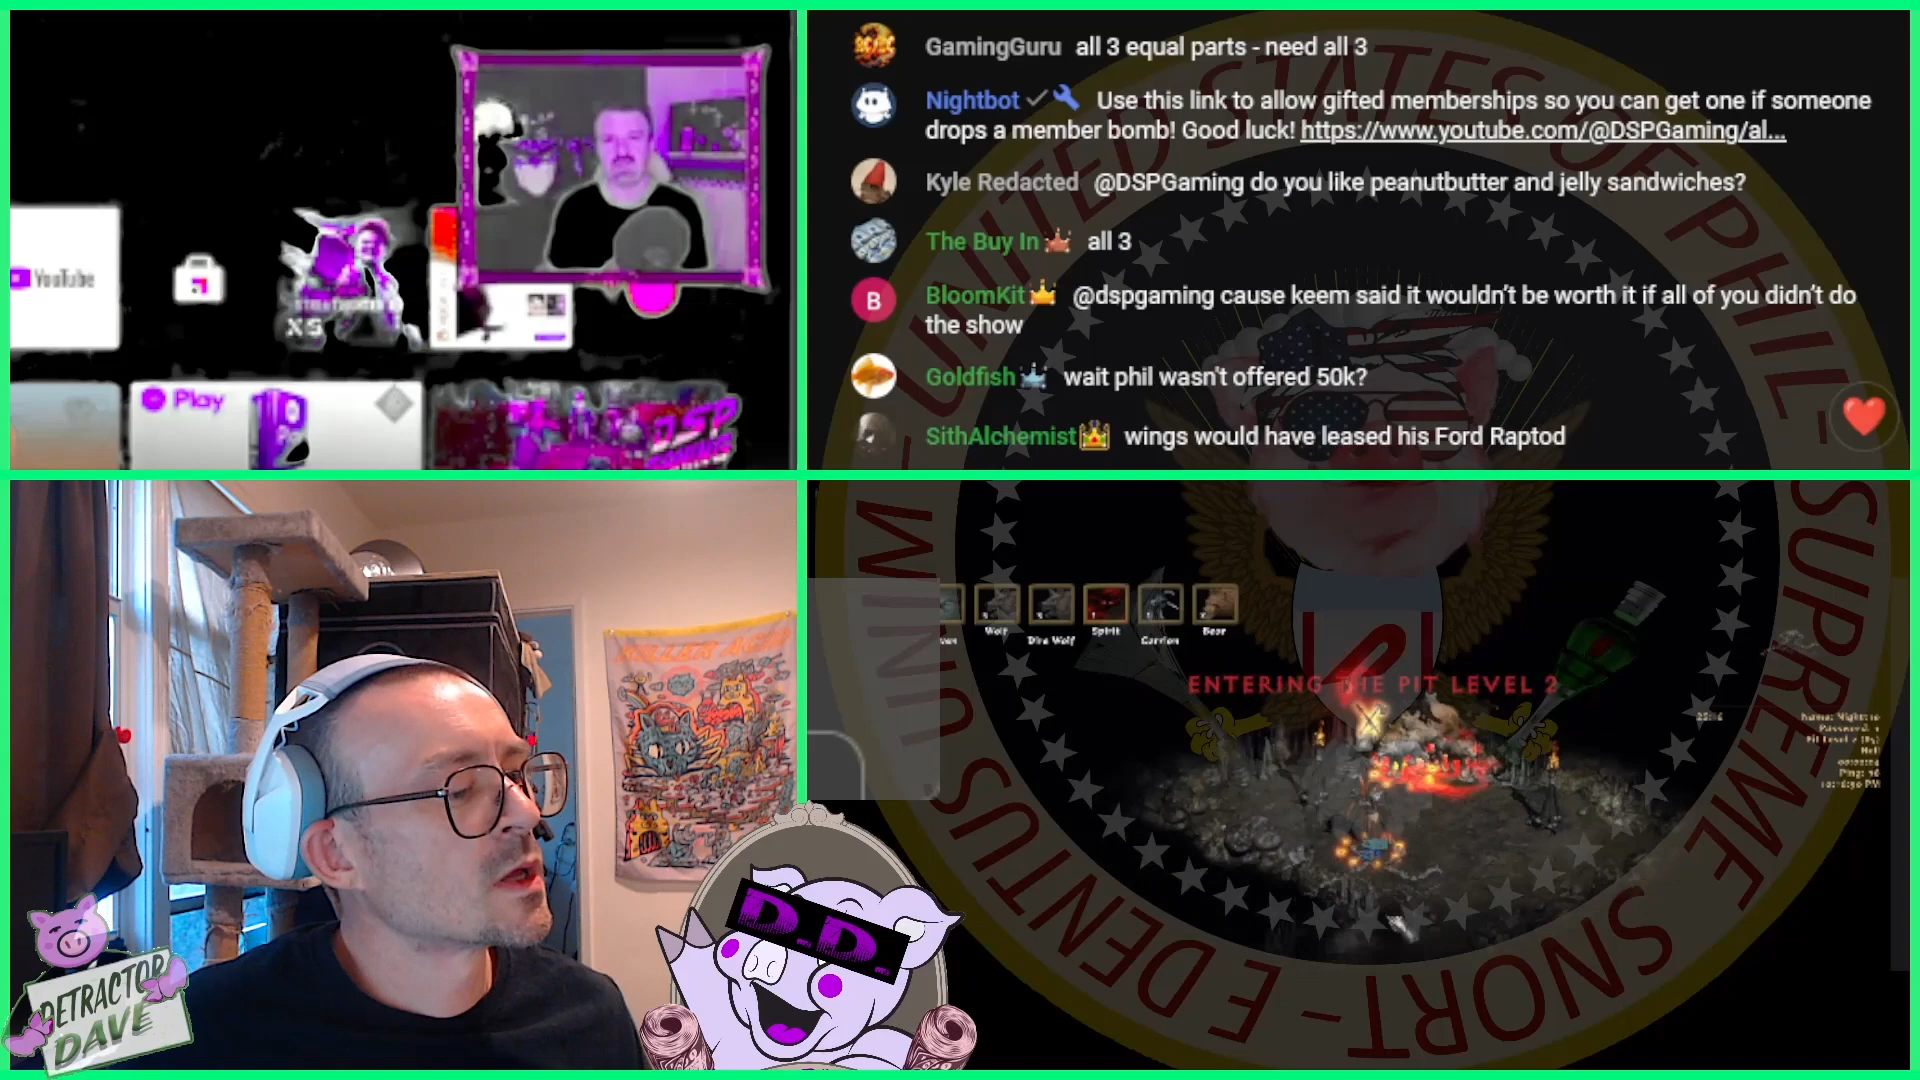 GamingGuru all 3 equal parts - need all 3
Nightbot Use this link to allow gifted memberships so you can get one if someone
drops a member bomb! Good luck! https://www.youtube.com/@DSPGaming/al...
Kyle Redacted @DSPGaming do you like peanutbutter and jelly sandwiches?
The Buy In all 3
B BloomKit @dspgaming cause keem said it wouldn't be worth it if all of you didn't do
the show
Goldfish wait phil wasn't offered 50k?
SithAlchemist wings would have leased his Ford Raptod
YouTube
Play
DSP
UNITED STATES OF PHIL - SUPREME SNORT - E DENTUS UNIM -
Wolf
Dire Wolf
Spirit
Carrion
Bear
ENTERING THE PIT LEVEL 2
KILLER ACID
D.D.
DETRACTOR
DAVE